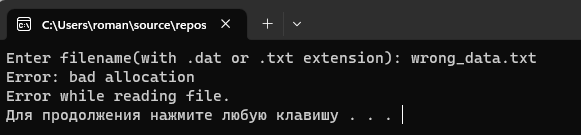 C:\Users\roman\source\repos
Enter filename(with .dat or .txt extension): wrong_data.txt
Error: bad allocation
Error while reading file.
Для продолжения нажмите любую клавишу . . .